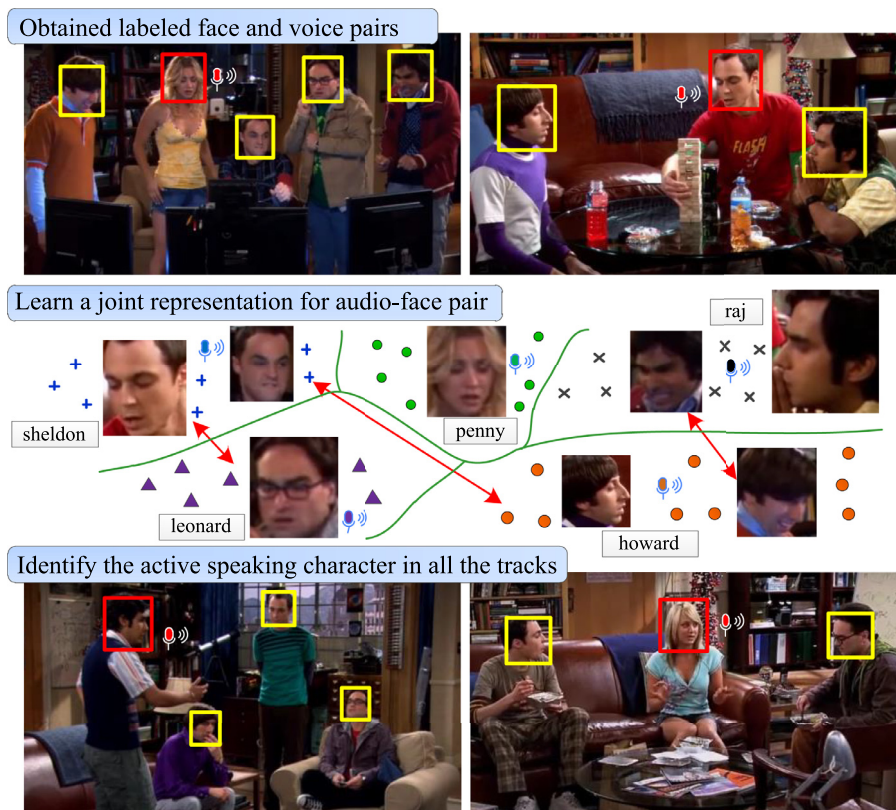 Obtained labeled face and voice pairs
FLASH
Learn a joint representation for audio-face pair
raj
sheldon
penny
leonard
howard
Identify the active speaking character in all the tracks